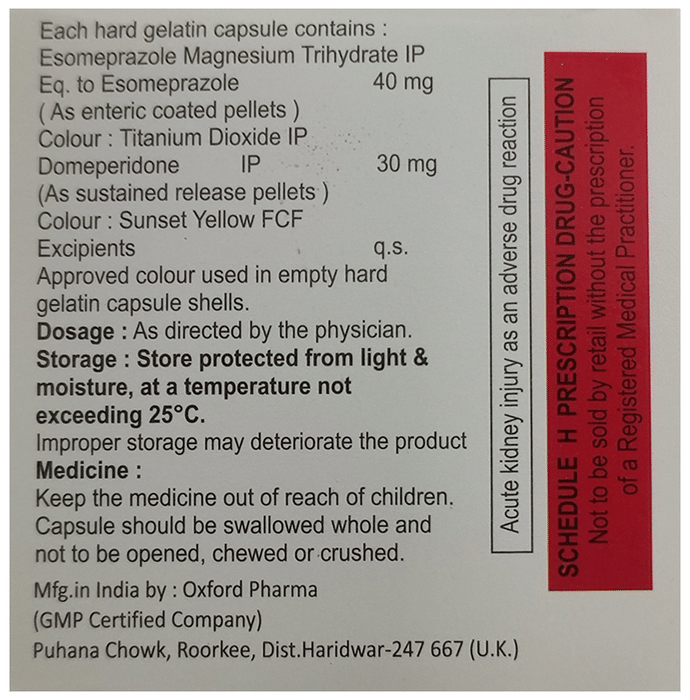 Each hard gelatin capsule contains :
Esomeprazole Magnesium Trihydrate IP
Eq. to Esomeprazole 40 mg
( As enteric coated pellets )
Colour : Titanium Dioxide IP
Domeperidone IP 30 mg
(As sustained release pellets )
Colour : Sunset Yellow FCF
Excipients q.s.
Approved colour used in empty hard
gelatin capsule shells.
Dosage : As directed by the physician.
Storage : Store protected from light &
moisture, at a temperature not
exceeding 25°C.
Improper storage may deteriorate the product
Medicine :
Keep the medicine out of reach of children.
Capsule should be swallowed whole and
not to be opened, chewed or crushed.
Mfg.in India by : Oxford Pharma
(GMP Certified Company)
Puhana Chowk, Roorkee, Dist.Haridwar-247 667 (U.K.)
Acute kidney injury as an adverse drug reaction
SCHEDULE H PRESCRIPTION DRUG-CAUTION
Not to be sold by retail without the prescription
of a Registered Medical Practitioner.